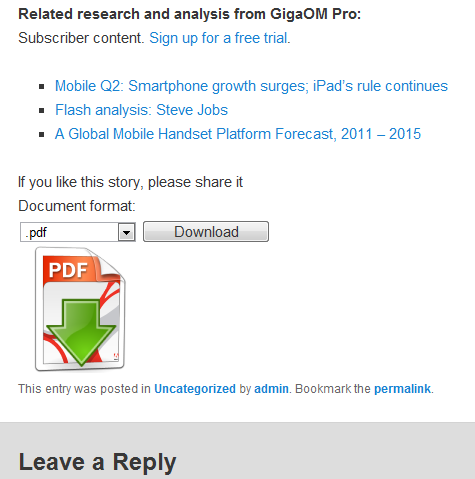 Related research and analysis from GigaOM Pro:
Subscriber content. Sign up for a free trial.
Mobile Q2: Smartphone growth surges; iPad’s rule continues
Flash analysis: Steve Jobs
A Global Mobile Handset Platform Forecast, 2011 – 2015
If you like this story, please share it
Document format:
.pdf
Download
PDF
This entry was posted in Uncategorized by admin. Bookmark the permalink.
Leave a Reply